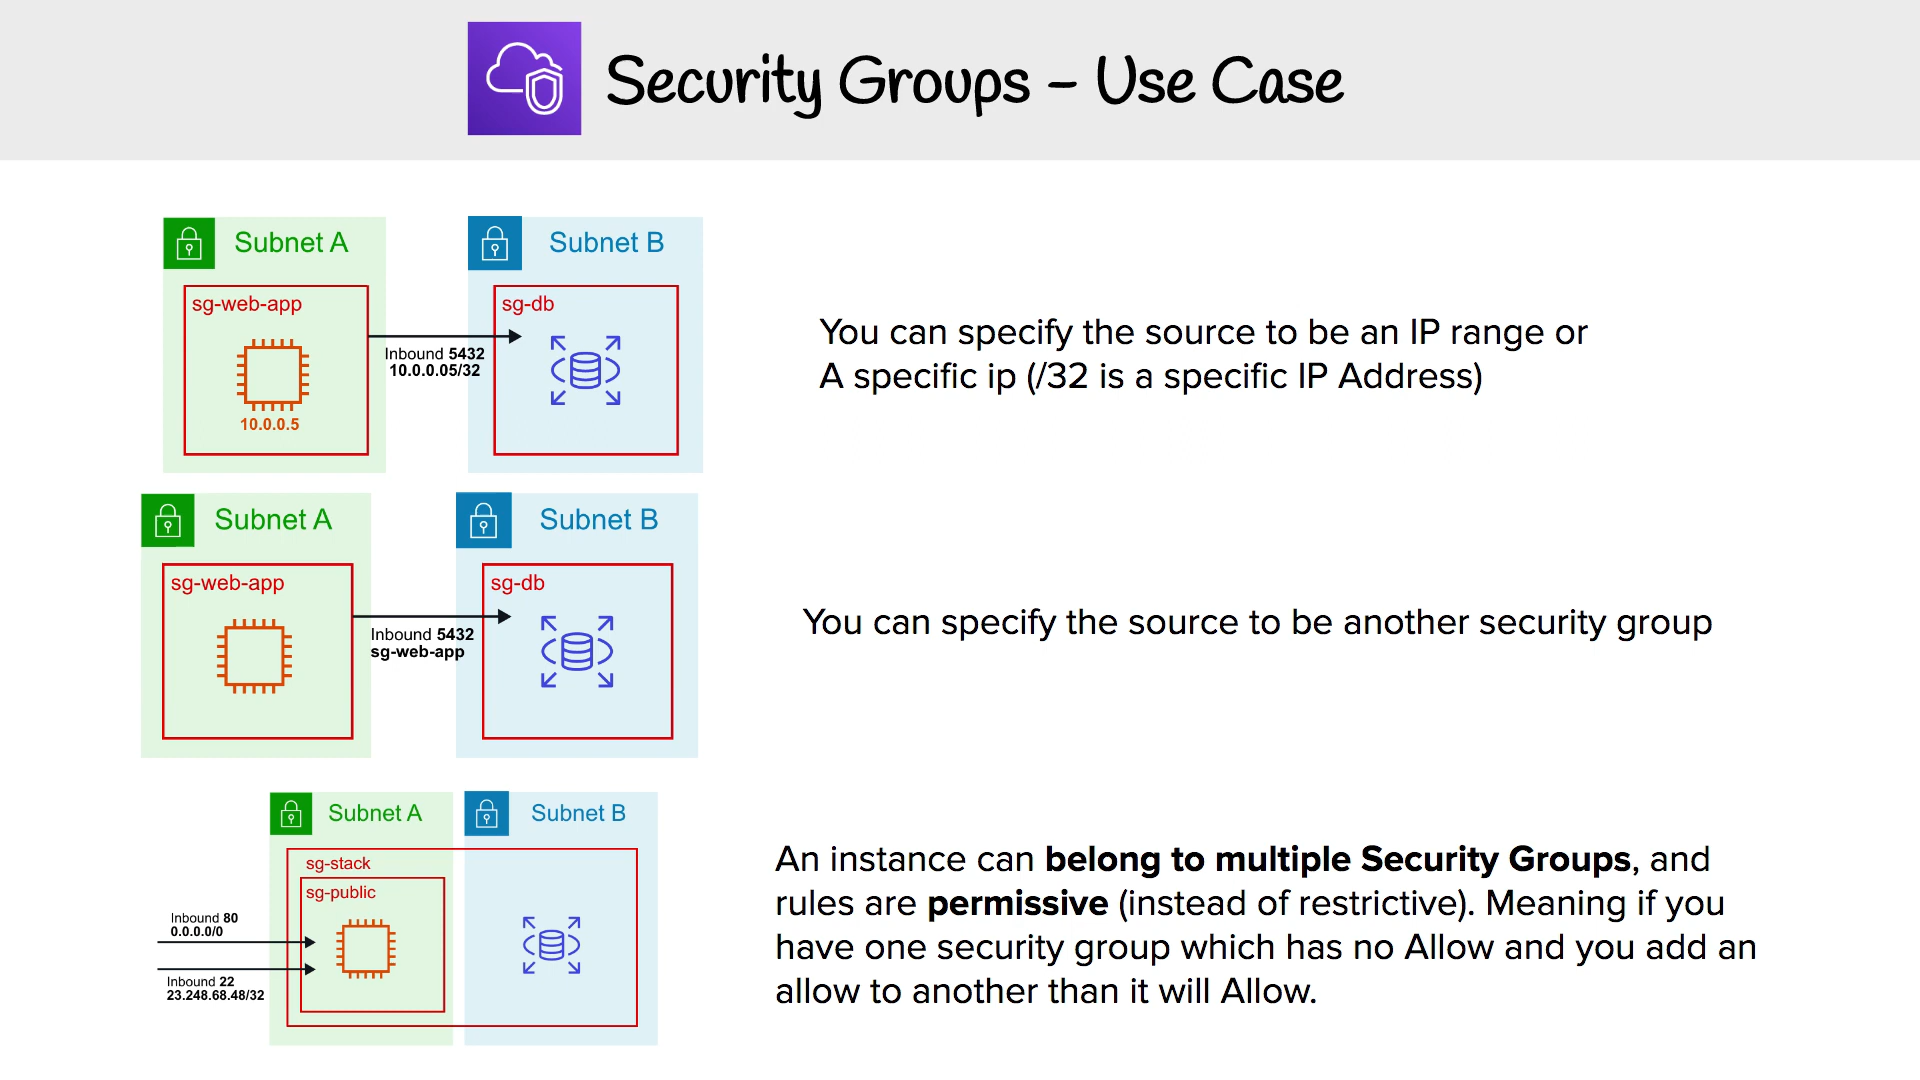 Security Groups – Use Case
Subnet A
Subnet B
sg-web-app
sg-db
Inbound 5432
10.0.0.05/32
10.0.0.5
You can specify the source to be an IP range or
A specific ip (/32 is a specific IP Address)
Subnet A
Subnet B
sg-web-app
sg-db
Inbound 5432
sg-web-app
You can specify the source to be another security group
Subnet A
Subnet B
sg-stack
sg-public
Inbound 80
0.0.0.0/0
Inbound 22
23.248.68.48/32
An instance can belong to multiple Security Groups, and
rules are permissive (instead of restrictive). Meaning if you
have one security group which has no Allow and you add an
allow to another than it will Allow.